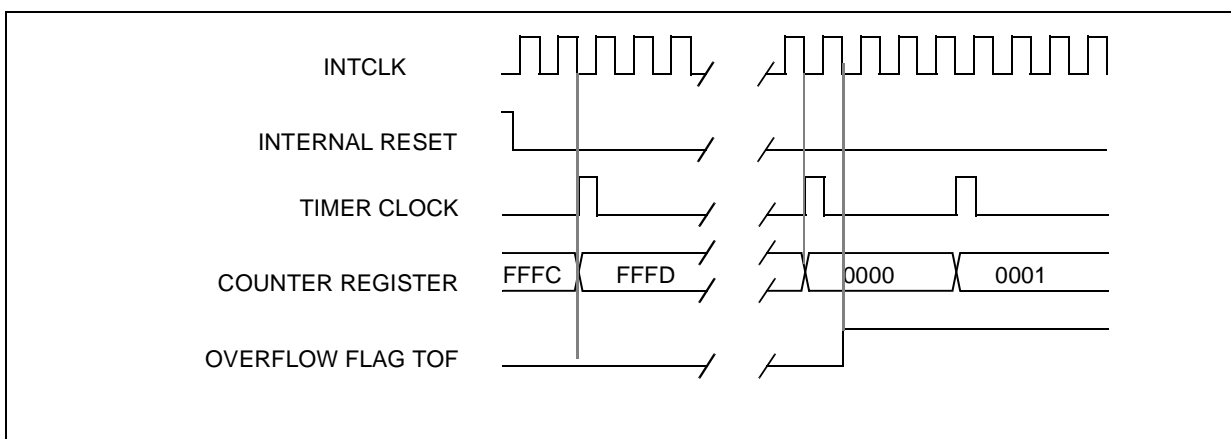 INTCLK
INTERNAL RESET
TIMER CLOCK
COUNTER REGISTER
FFFC
FFFD
0000
0001
OVERFLOW FLAG TOF